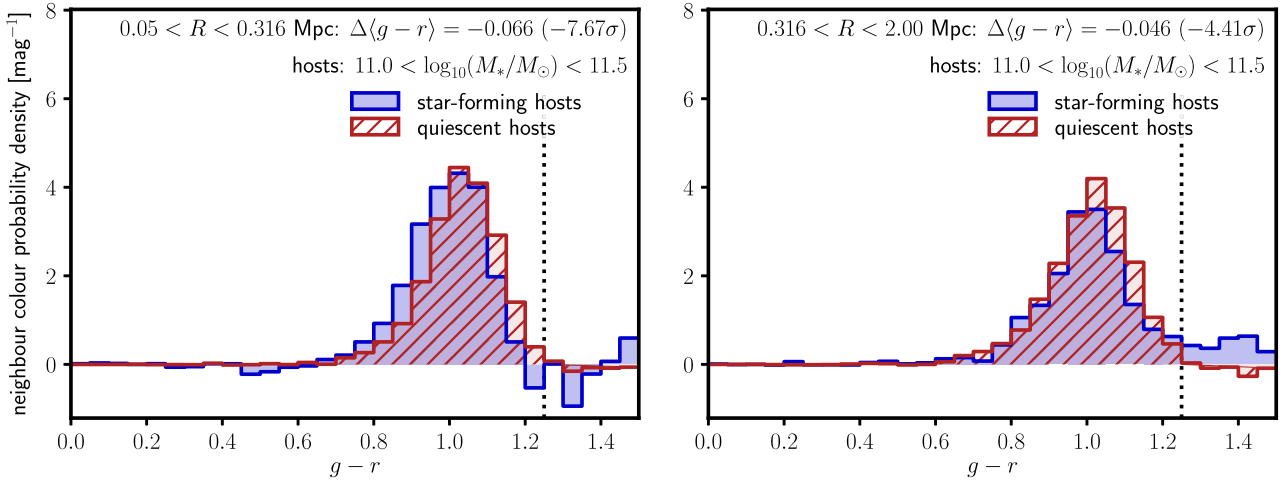 0.05 < R < 0.316 Mpc: Δ⟨g − r⟩ = −0.066 (−7.67σ)
hosts: 11.0 < log₁₀(M∗/M⊙) < 11.5
star-forming hosts
quiescent hosts
neighbour colour probability density [mag⁻¹]
8
6
4
2
0
0.0 0.2 0.4 0.6 0.8 1.0 1.2 1.4
g − r
0.316 < R < 2.00 Mpc: Δ⟨g − r⟩ = −0.046 (−4.41σ)
hosts: 11.0 < log₁₀(M∗/M⊙) < 11.5
star-forming hosts
quiescent hosts
8
6
4
2
0
0.0 0.2 0.4 0.6 0.8 1.0 1.2 1.4
g − r